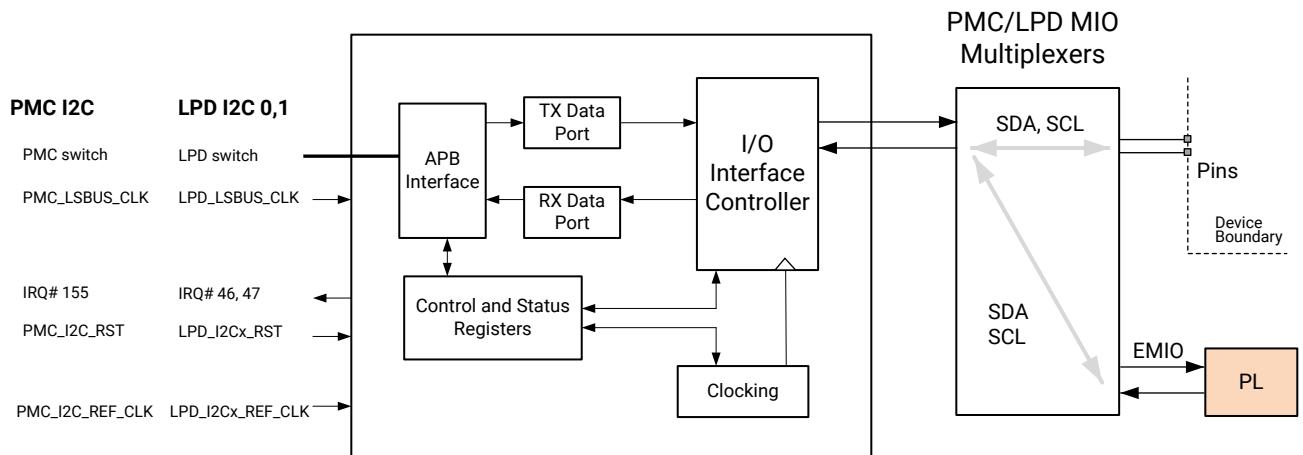 PMC/LPD MIO
Multiplexers
PMC I2C
LPD I2C 0,1
PMC switch
LPD switch
PMC_LSBUS_CLK
LPD_LSBUS_CLK
IRQ# 155
IRQ# 46, 47
PMC_I2C_RST
LPD_I2Cx_RST
PMC_I2C_REF_CLK
LPD_I2Cx_REF_CLK
APB
Interface
TX Data
Port
RX Data
Port
I/O
Interface
Controller
Control and Status
Registers
Clocking
SDA, SCL
SDA
SCL
Pins
Device
Boundary
EMIO
PL